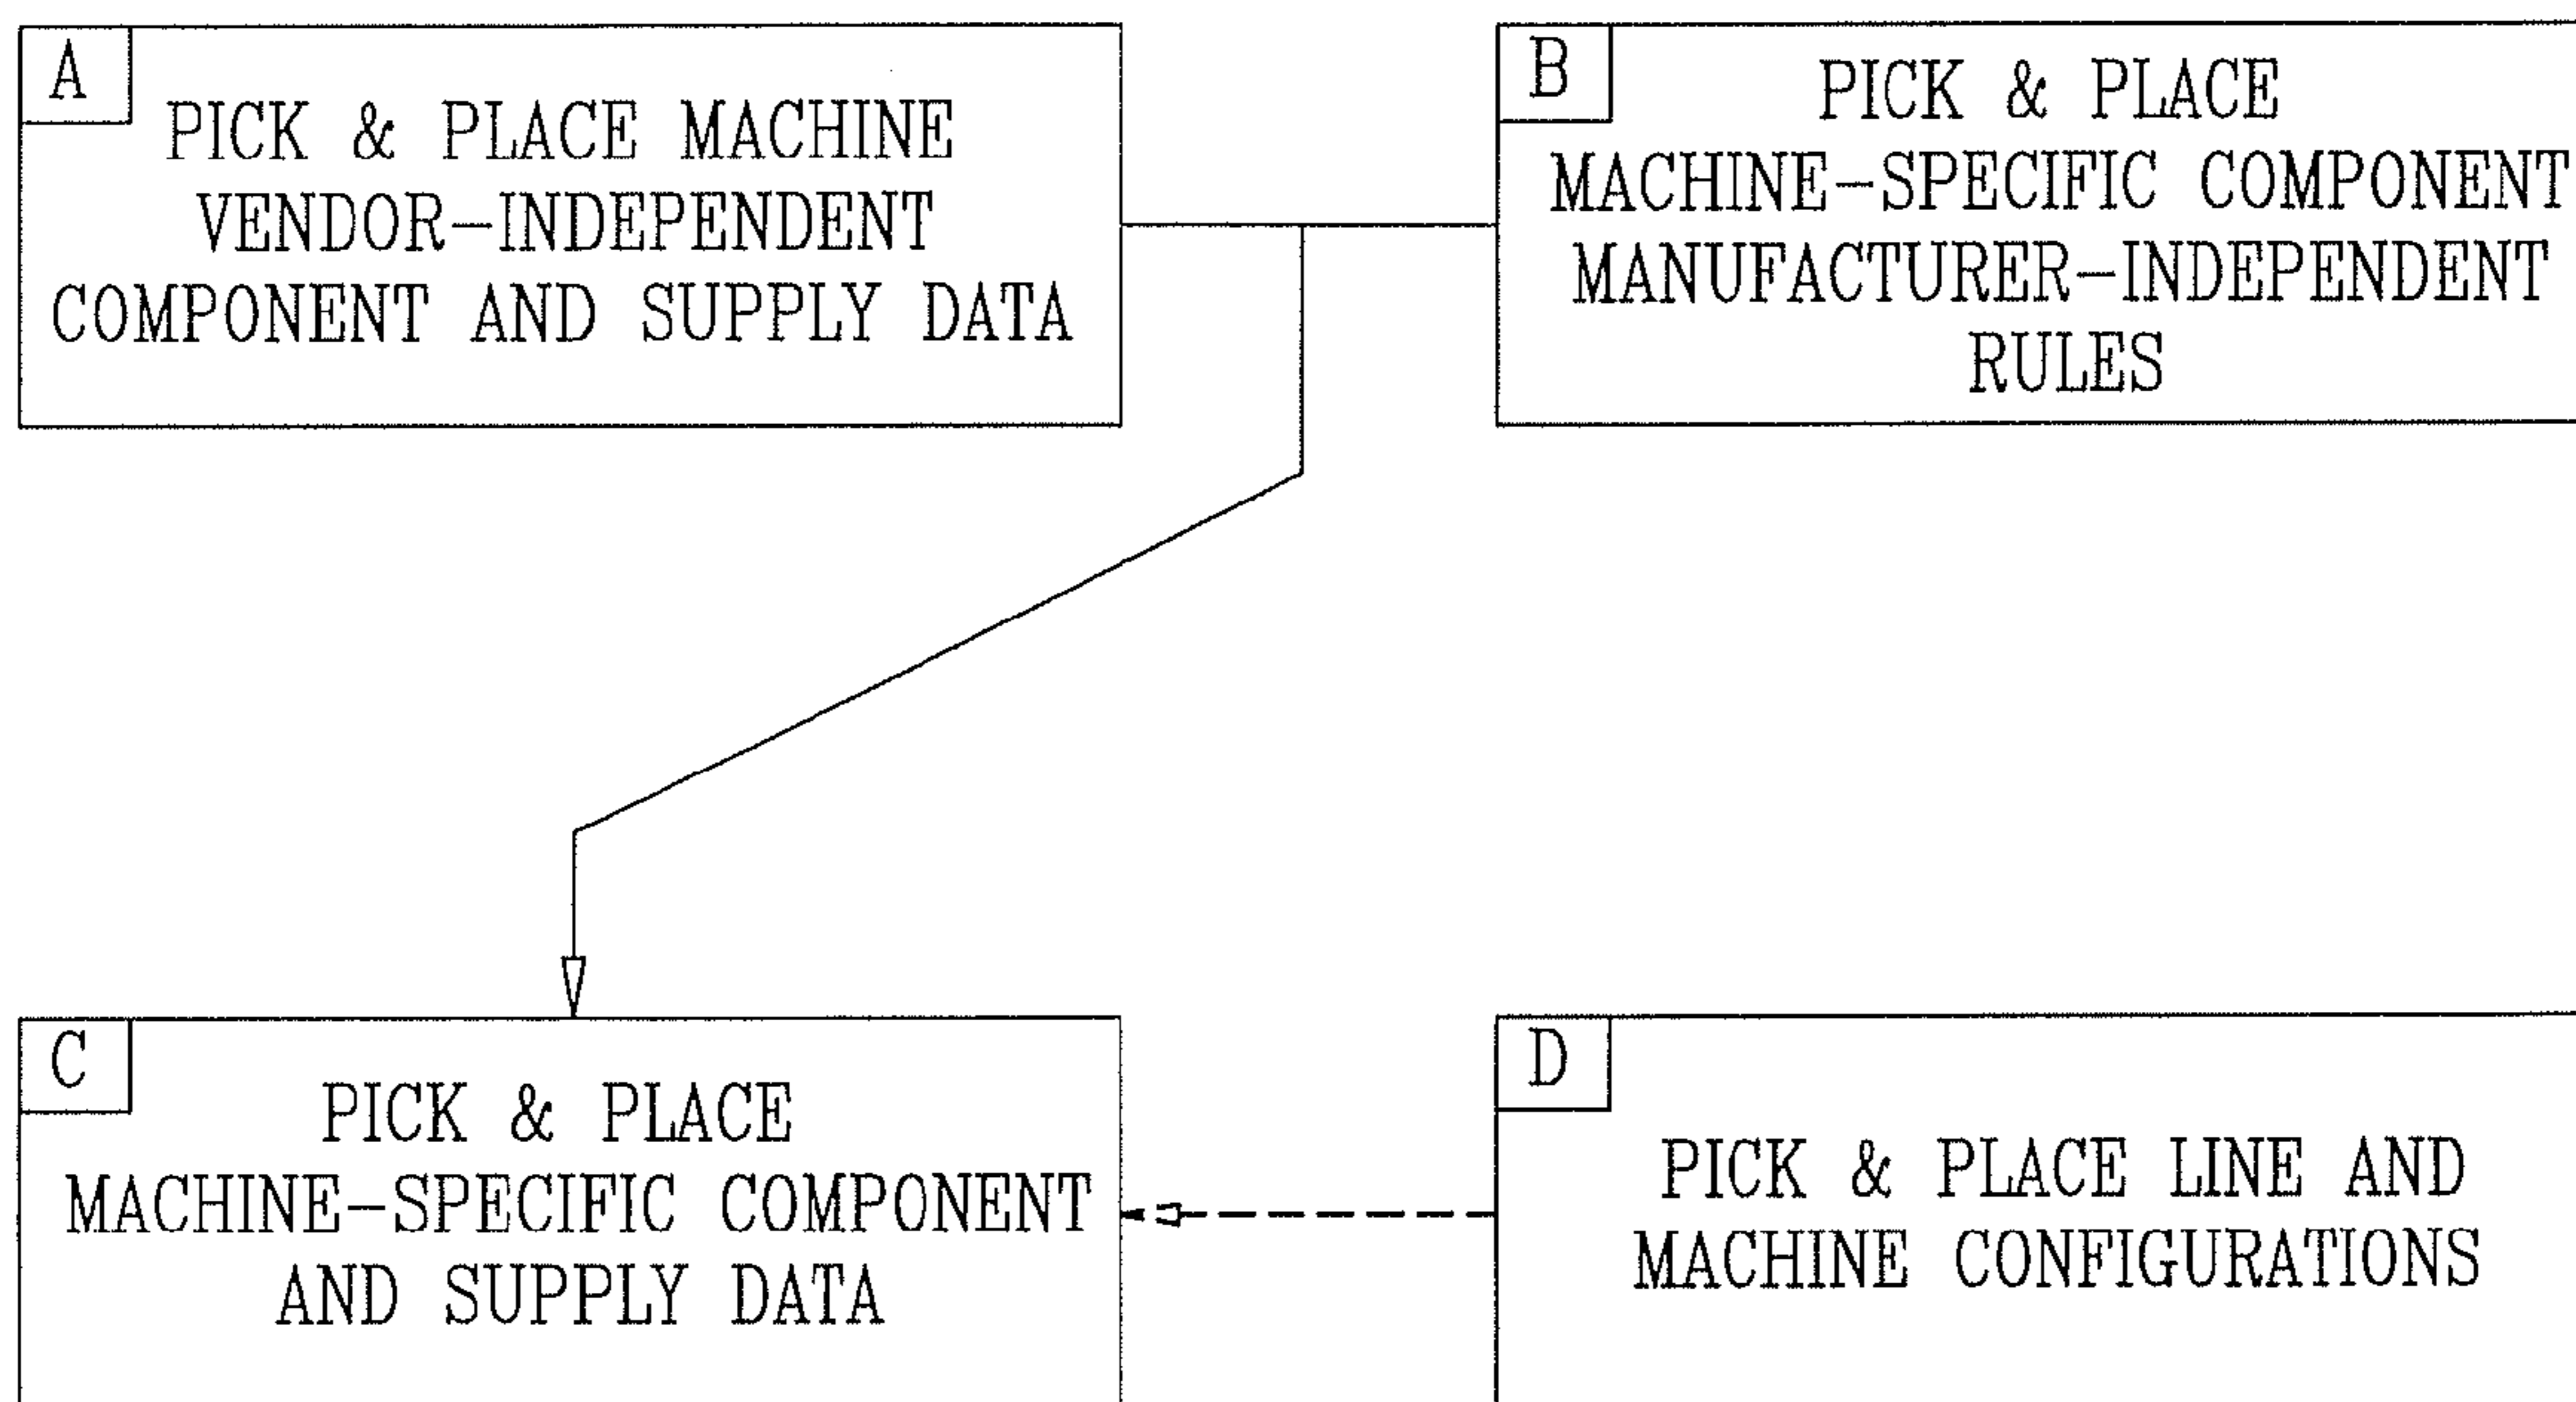 A
PICK & PLACE MACHINE
VENDOR-INDEPENDENT
COMPONENT AND SUPPLY DATA
B
PICK & PLACE
MACHINE-SPECIFIC COMPONENT
MANUFACTURER-INDEPENDENT
RULES
C
PICK & PLACE
MACHINE-SPECIFIC COMPONENT
AND SUPPLY DATA
D
PICK & PLACE LINE AND
MACHINE CONFIGURATIONS